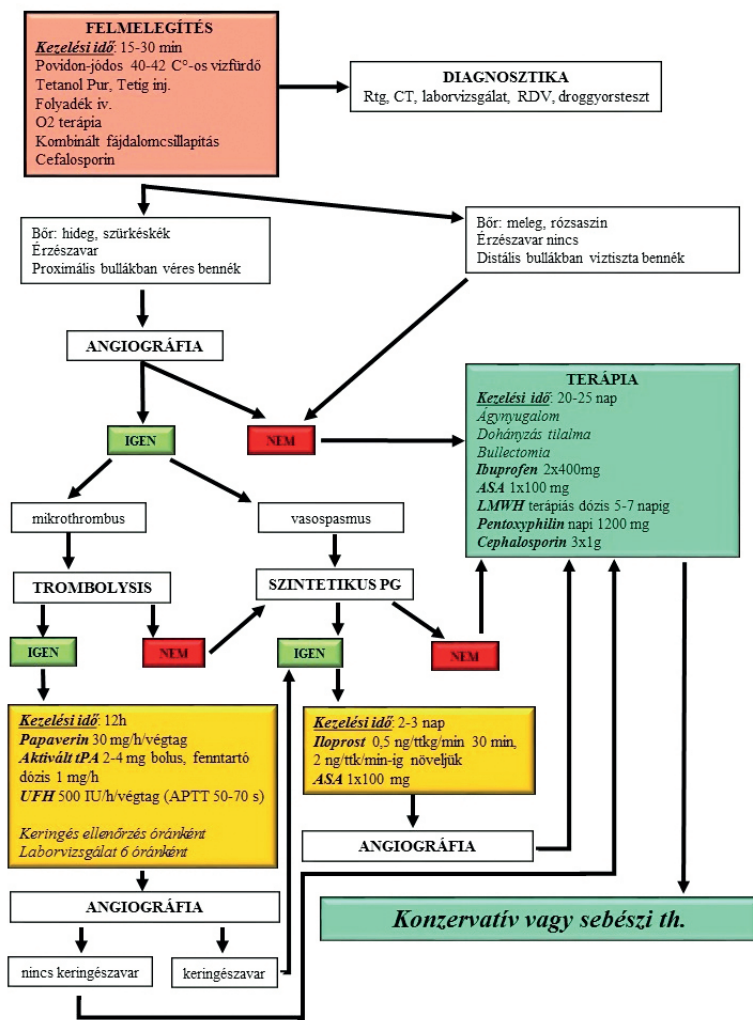 FELMELEGÍTÉS
Kezelési idő: 15-30 min
Povidon-jódos 40-42 C°-os vizfürdő
Tetanol Pur, Tetig inj.
Folyadék iv.
O2 terápia
Kombinált fájdalomcsillapítás
Cefalosporin
DIAGNOSZTIKA
Rtg, CT, laborvizsgálat, RDV, droggyorsteszt
Bőr: hideg, szürkéskék
Érzészavar
Proximális bullákban véres bennék
Bőr: meleg, rózsaszin
Érzészavar nincs
Distális bullákban viztiszta bennék
ANGIOGRÁFIA
IGEN
NEM
TERÁPIA
Kezelési idő: 20-25 nap
Ágynyugalom
Dohányzás tilalma
Bullectomia
Ibuprofen 2x400mg
ASA 1x100 mg
LMWH terápiás dózis 5-7 napig
Pentoxyphilin napi 1200 mg
Cephalosporin 3x1g
mikrothrombus
vasospasmus
TROMBOLYSIS
SZINTETIKUS PG
IGEN
NEM
IGEN
NEM
Kezelési idő: 12h
Papaverin 30 mg/h/végtag
Aktivált tPA 2-4 mg bolus, fenntartó
dózis 1 mg/h
UFH 500 IU/h/végtag (APTT 50-70 s)
Keringés ellenőrzés óránként
Laborvizsgálat 6 óránként
Kezelési idő: 2-3 nap
Iloprost 0,5 ng/ttkg/min 30 min,
2 ng/ttk/min-ig növeljük
ASA 1x100 mg
ANGIOGRÁFIA
ANGIOGRÁFIA
Konzervatív vagy sebészi th.
nincs keringészavar
keringészavar